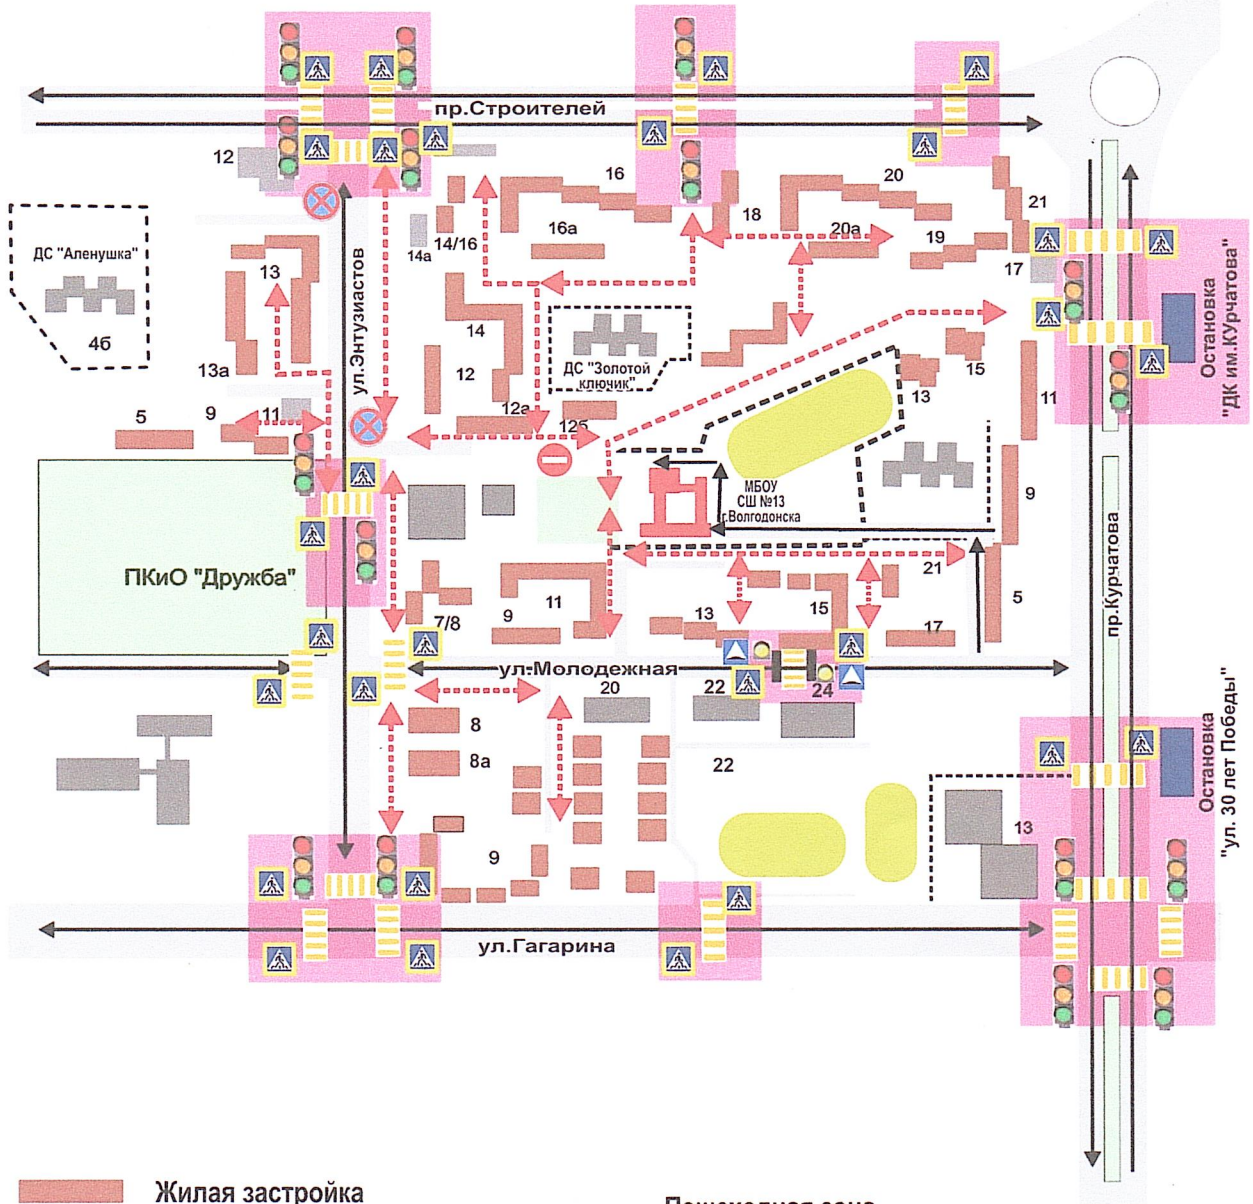 пр.Строителей
12
16
20
18
21
16а
14/16
14а
20а
19
17
ДС "Аленушка"
4б
13
13а
ул.Энтузиастов
14
12
12а
12б
ДС "Золотой
ключик"
13
15
11
Остановка
"ДК им.Курчатова"
5
9
11
МБОУ
СШ №13
г.Волгодонска
9
пр.Курчатова
ПКиО "Дружба"
7/8
9
11
13
15
21
17
5
ул.Молодежная
20
22
24
8
8а
22
9
13
Остановка
"ул. 30 лет Победы"
ул.Гагарина
Жилая застройка